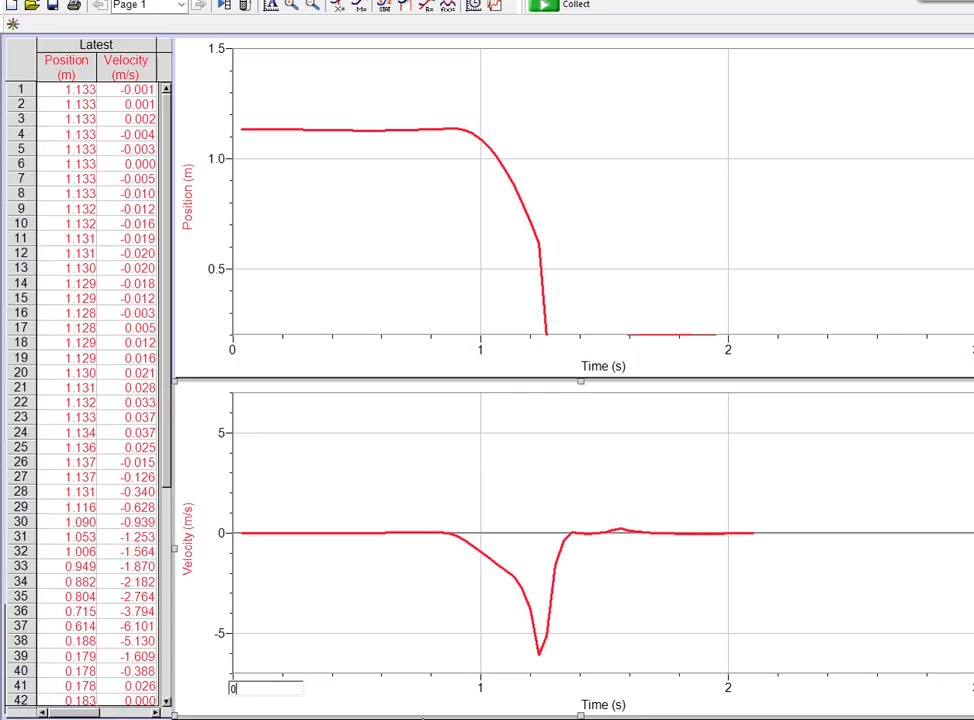 Page 1
Collect
Latest
Position (m) Velocity (m/s)
1 1.133 -0.001
2 1.133 0.001
3 1.133 0.002
4 1.133 -0.004
5 1.133 -0.003
6 1.133 0.000
7 1.133 -0.005
8 1.133 -0.010
9 1.132 -0.012
10 1.132 -0.016
11 1.131 -0.019
12 1.131 -0.020
13 1.130 -0.020
14 1.129 -0.018
15 1.129 -0.012
16 1.128 -0.003
17 1.128 0.005
18 1.129 0.012
19 1.129 0.016
20 1.130 0.021
21 1.131 0.028
22 1.132 0.033
23 1.133 0.037
24 1.134 0.037
25 1.136 0.025
26 1.137 -0.015
27 1.137 -0.126
28 1.131 -0.340
29 1.116 -0.628
30 1.090 -0.939
31 1.053 -1.253
32 1.006 -1.564
33 0.949 -1.870
34 0.882 -2.182
35 0.804 -2.764
36 0.715 -3.794
37 0.614 -6.101
38 0.188 -5.130
39 0.179 -1.609
40 0.178 -0.388
41 0.178 0.026
42 0.183 0.000
1.5
1.0
0.5
Position (m)
0 1 2
Time (s)
5
0
-5
Velocity (m/s)
0 1 2
Time (s)